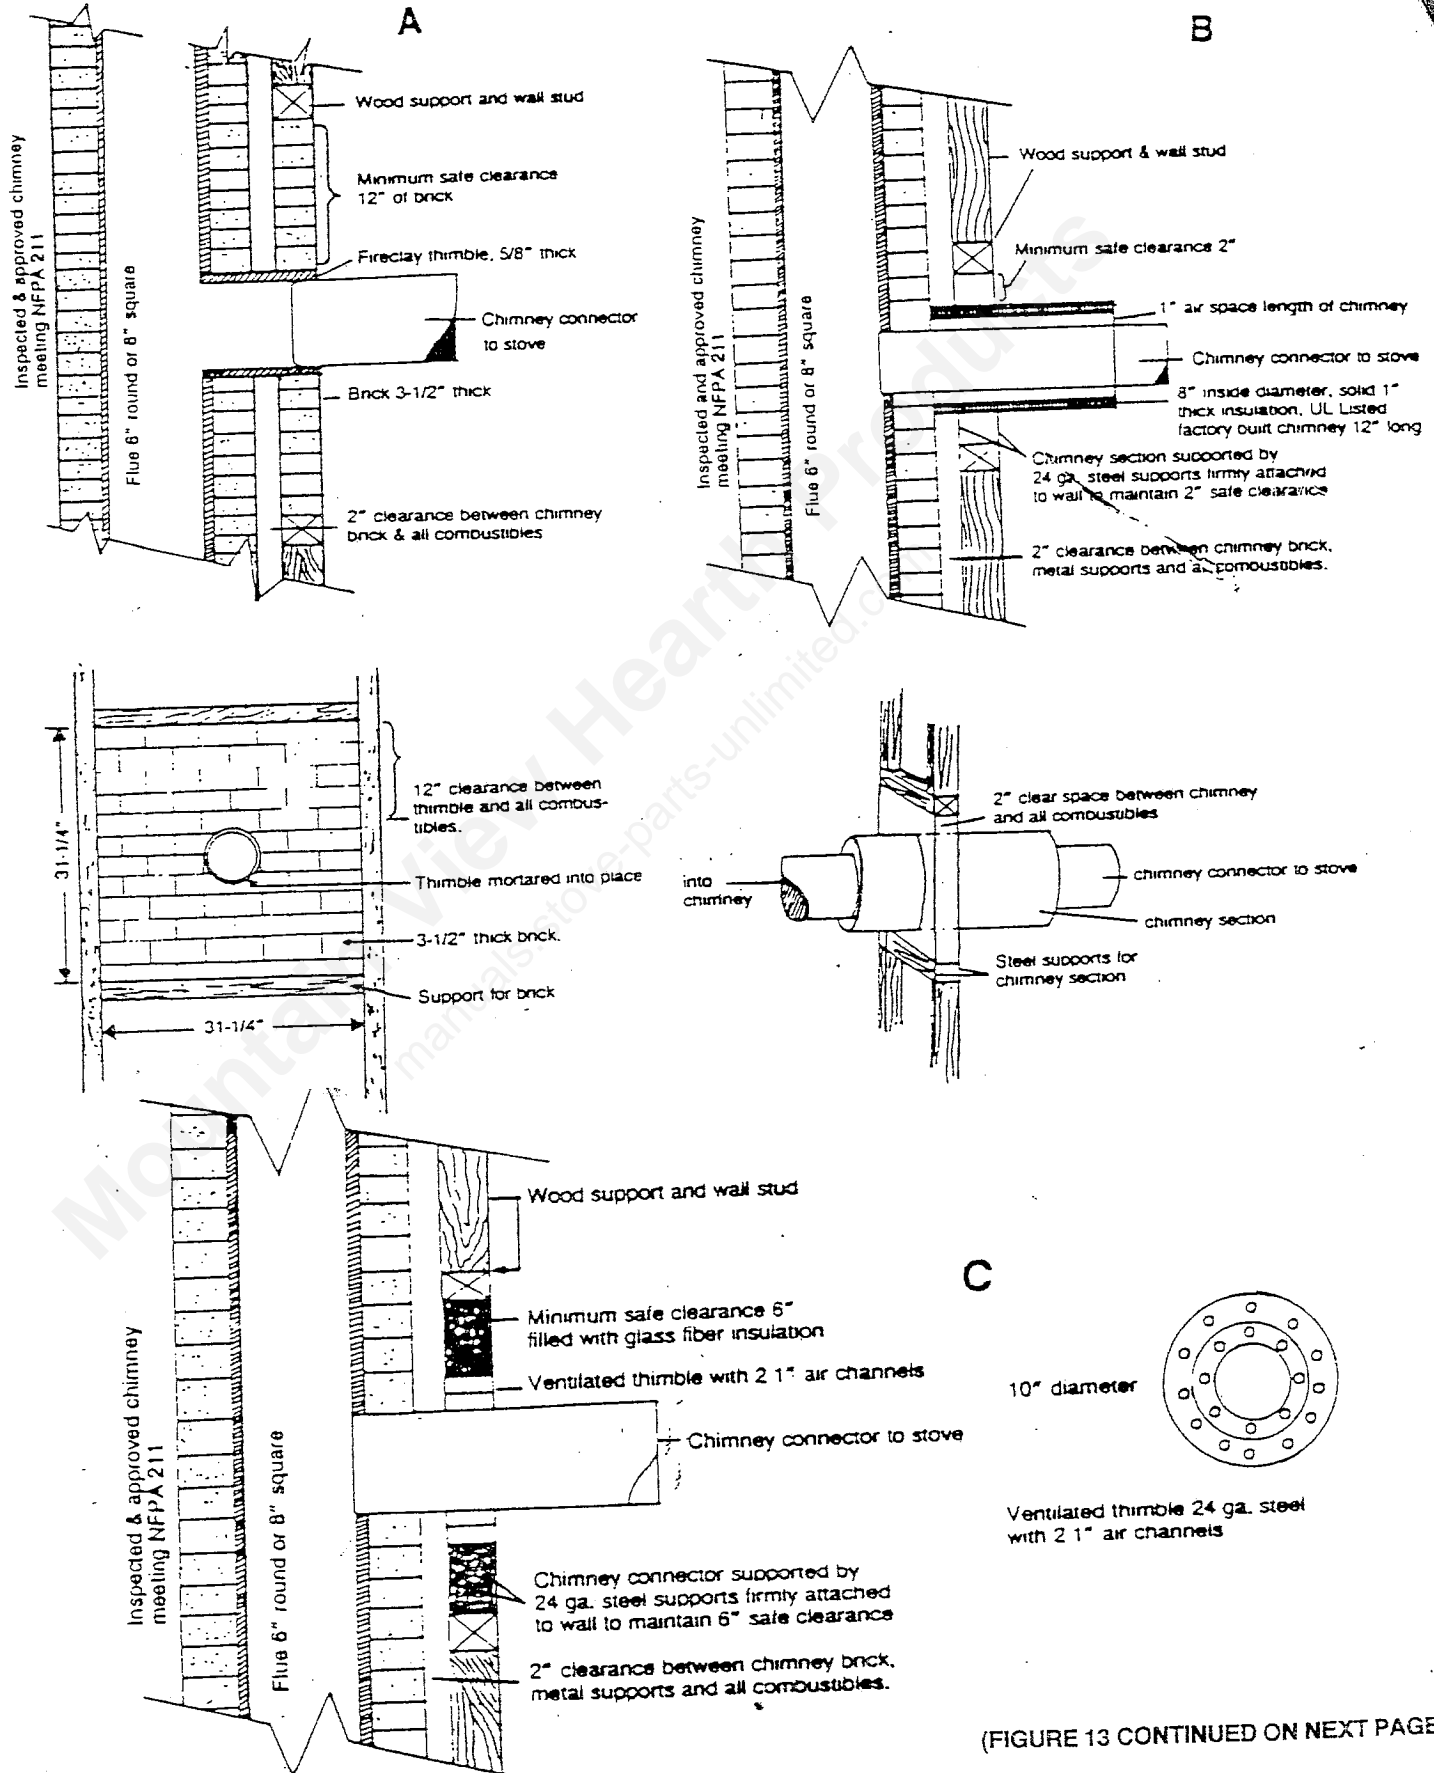 A
Wood support and wall stud
Minimum safe clearance
12" of brick
Fireclay thimble, 5/8" thick
Chimney connector
to stove
Brick 3-1/2" thick
2" clearance between chimney
brick & all combustibles
Inspected & approved chimney
meeting NFPA 211
Flue 6" round or 8" square
B
Wood support & wall stud
Minimum safe clearance 2"
1" air space length of chimney
Chimney connector to stove
8" inside diameter, solid 1"
thick insulation, UL Listed
factory built chimney 12" long
Chimney section supported by
24 ga. steel supports firmly attached
to wall to maintain 2" safe clearance
2" clearance between chimney brick,
metal supports and all combustibles.
Inspected and approved chimney
meeting NFPA 211
Flue 6" round or 8" square
31-1/4"
12" clearance between
thimble and all combus-
tibles.
Thimble mortared into place
3-1/2" thick brick.
Support for brick
31-1/4"
2" clear space between chimney
and all combustibles
into
chimney
chimney connector to stove
chimney section
Steel supports for
chimney section
Wood support and wall stud
Minimum safe clearance 6"
filled with glass fiber insulation
Ventilated thimble with 2 1" air channels
Chimney connector to stove
Chimney connector supported by
24 ga. steel supports firmly attached
to wall to maintain 6" safe clearance
2" clearance between chimney brick,
metal supports and all combustibles.
Inspected & approved chimney
meeting NFPA 211
Flue 6" round or 8" square
C
10" diameter
Ventilated thimble 24 ga. steel
with 2 1" air channels
(FIGURE 13 CONTINUED ON NEXT PAGE
Mountain View Hearth Products
manuals.stove-parts-unlimited.com